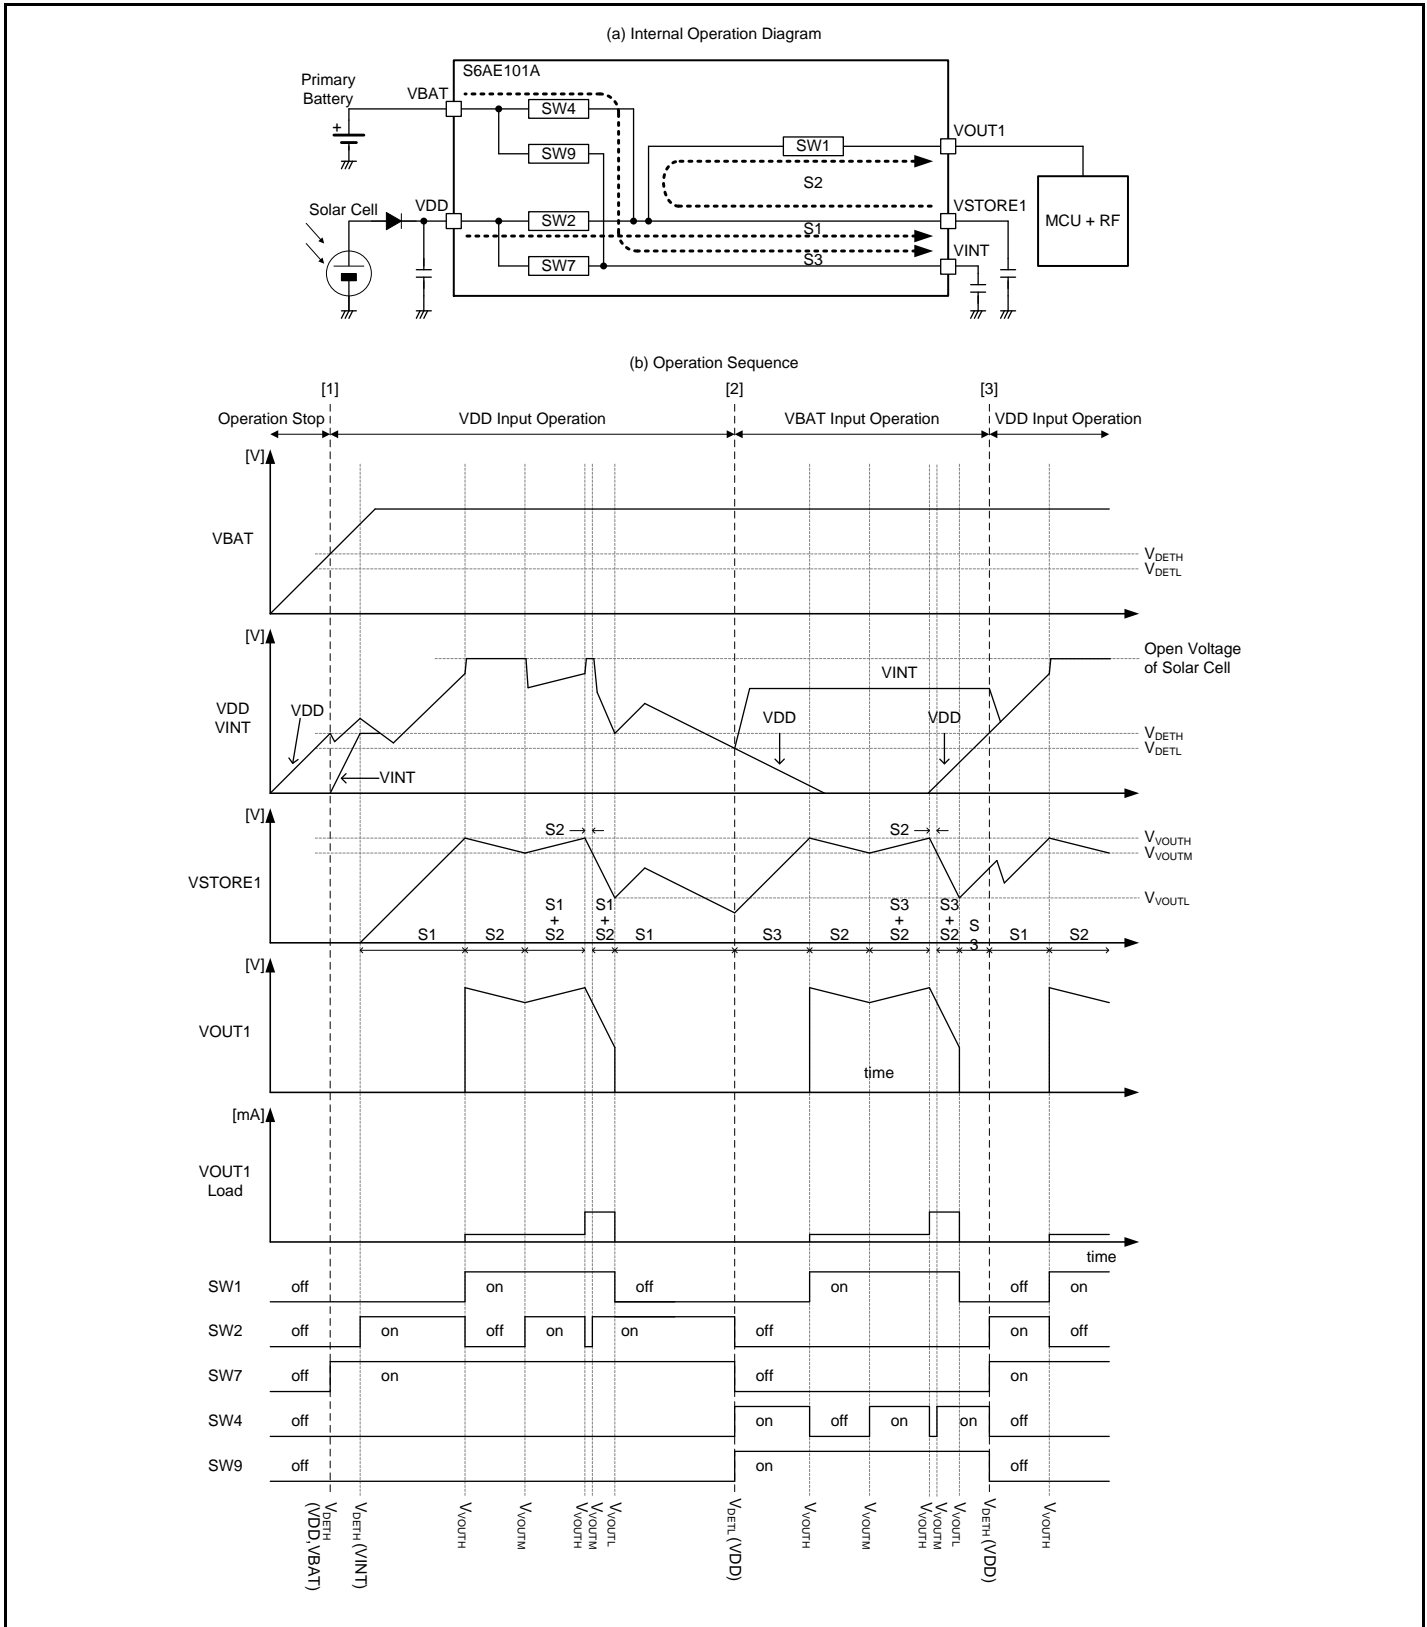 (a) Internal Operation Diagram
S6AE101A
Primary
Battery
+
VBAT
SW4
SW9
VOUT1
SW1
S2
Solar Cell
VDD
SW2
VSTORE1
S1
MCU + RF
SW7
S3
VINT
(b) Operation Sequence
[1]
[2]
[3]
Operation Stop
VDD Input Operation
VBAT Input Operation
VDD Input Operation
[V]
VBAT
VDETH
VDETL
[V]
Open Voltage
of Solar Cell
VDD
VINT
VDD
VINT
VINT
VDD
VDD
VDETH
VDETL
[V]
VSTORE1
S2
S2
VVOUTH
VVOUTM
VVOUTL
S1
S2
S1
+
S2
S1
+
S2
S1
S3
S2
S3
+
S2
S3
+
S2
S
3
S1
S2
[V]
VOUT1
time
[mA]
VOUT1
Load
time
SW1
off
on
off
on
off
on
SW2
off
on
off
on
on
off
on
off
SW7
off
on
off
on
SW4
off
on
off
on
on
off
SW9
off
on
off
VDETH
(VDD,VBAT)
VDETH (VINT)
VVOUTH
VVOUTM
VVOUTH
VVOUTM
VVOUTL
VDETL (VDD)
VVOUTH
VVOUTM
VVOUTH
VVOUTM
VVOUTL
VDETH (VDD)
VVOUTH